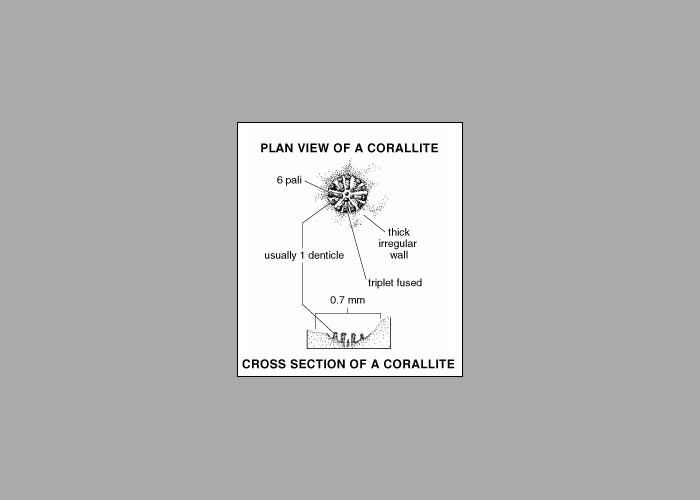 PLAN VIEW OF A CORALLITE
6 pali
thick
irregular
wall
usually 1 denticle
triplet fused
0.7 mm
CROSS SECTION OF A CORALLITE